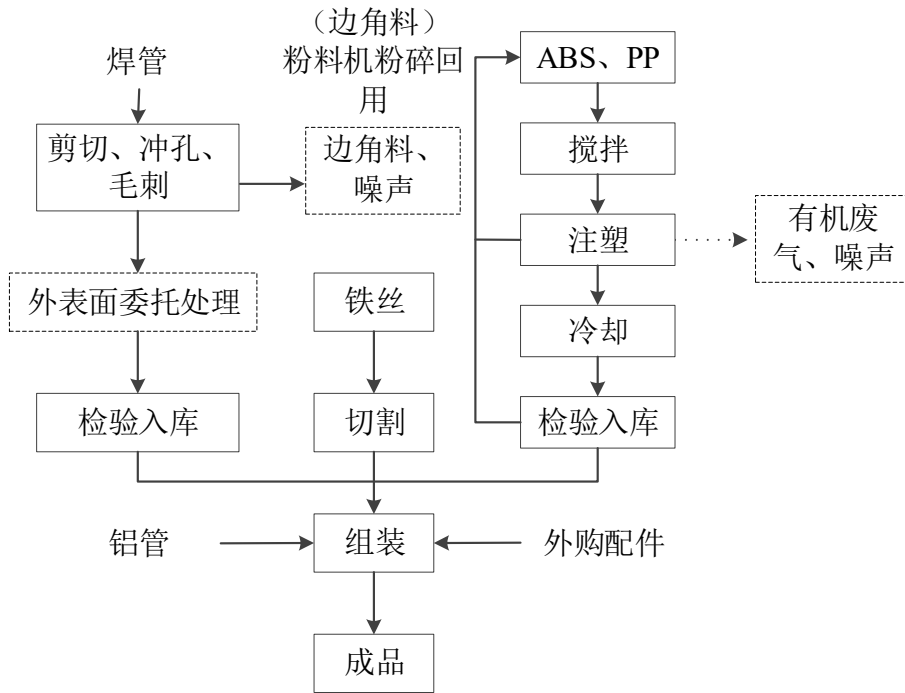 （边角料）
粉料机粉碎回
用
焊管
ABS、PP
剪切、冲孔、
毛刺
边角料、
噪声
搅拌
注塑
有机废
气、噪声
外表面委托处理
铁丝
冷却
检验入库
切割
检验入库
铝管
组装
外购配件
成品